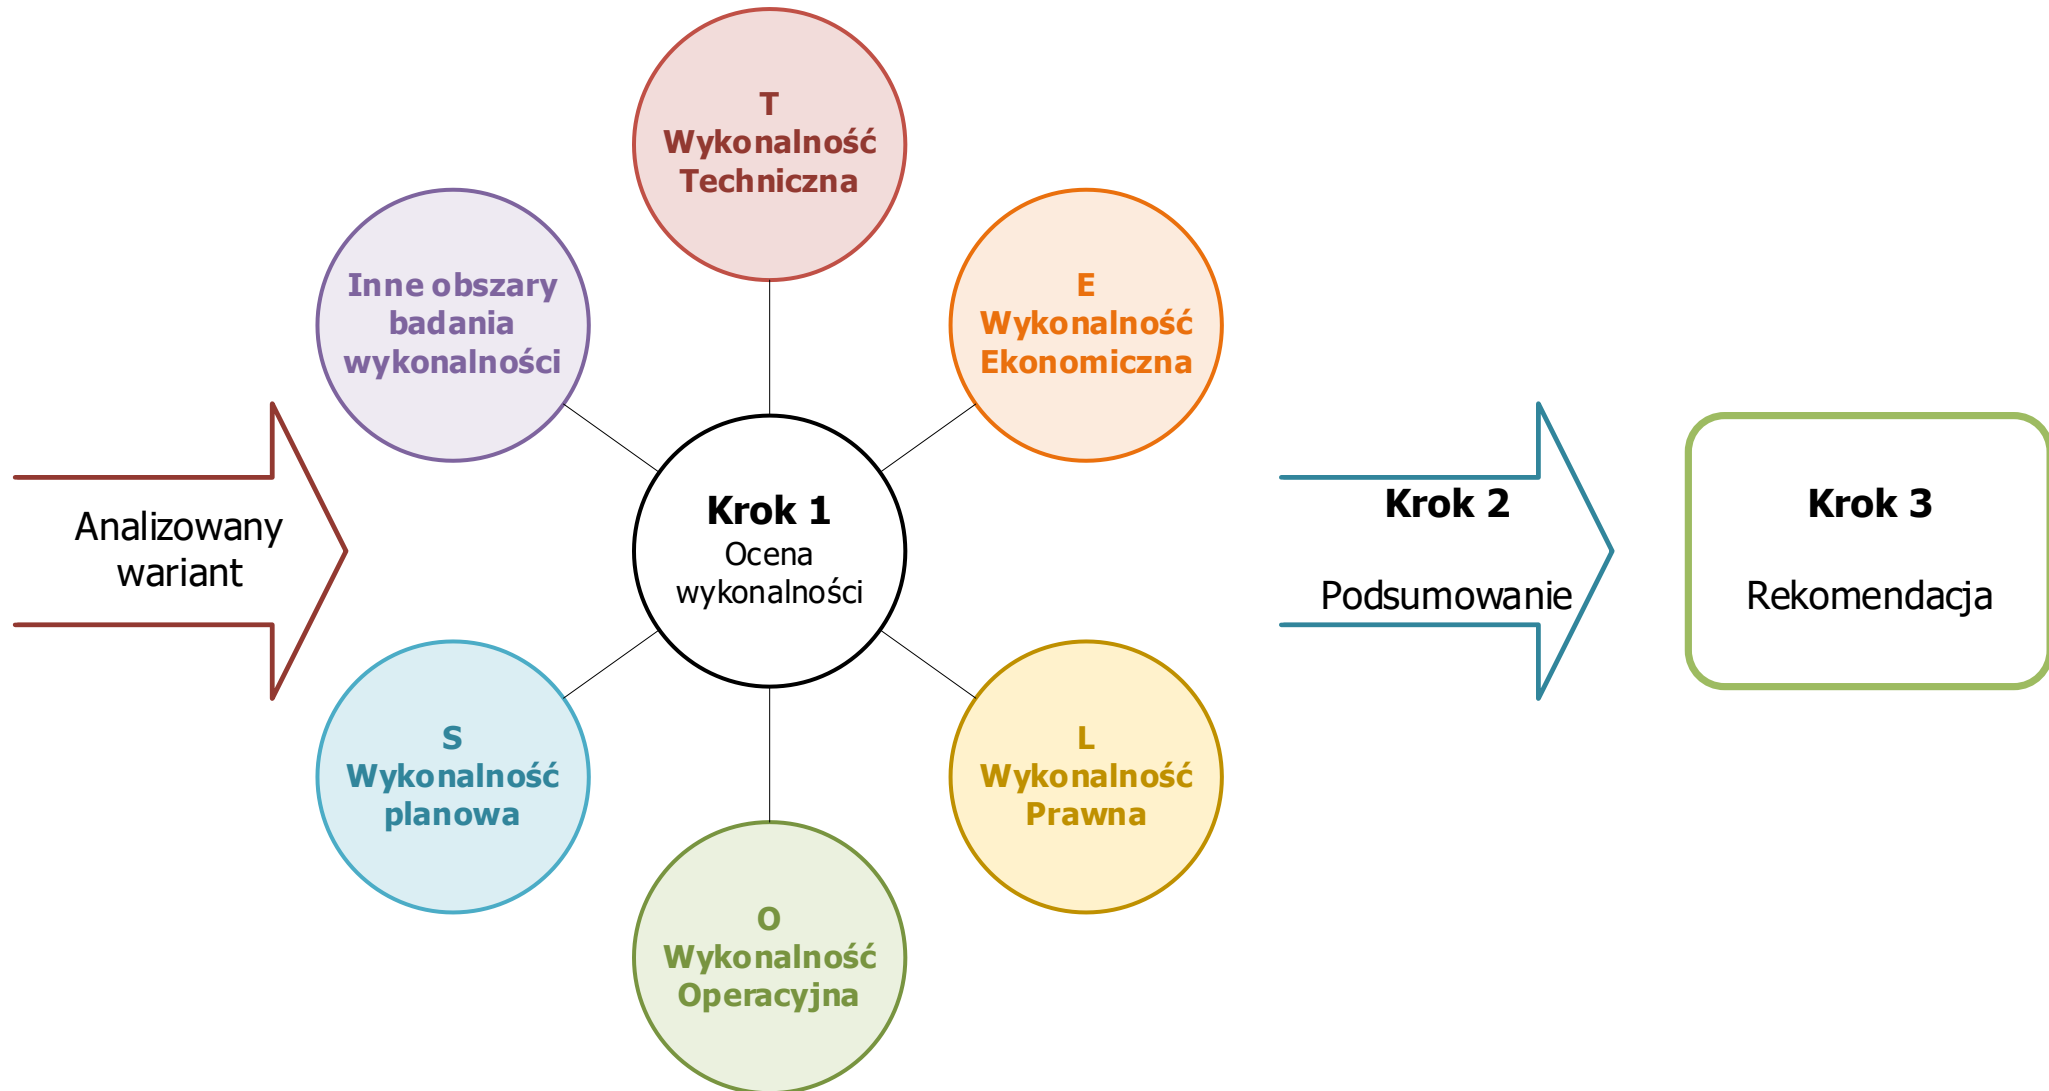 Analizowany
wariant
T
Wykonalność
Techniczna
Inne obszary
badania
wykonalności
E
Wykonalność
Ekonomiczna
Krok 1
Ocena
wykonalności
S
Wykonalność
planowa
L
Wykonalność
Prawna
O
Wykonalność
Operacyjna
Krok 2
Podsumowanie
Krok 3
Rekomendacja